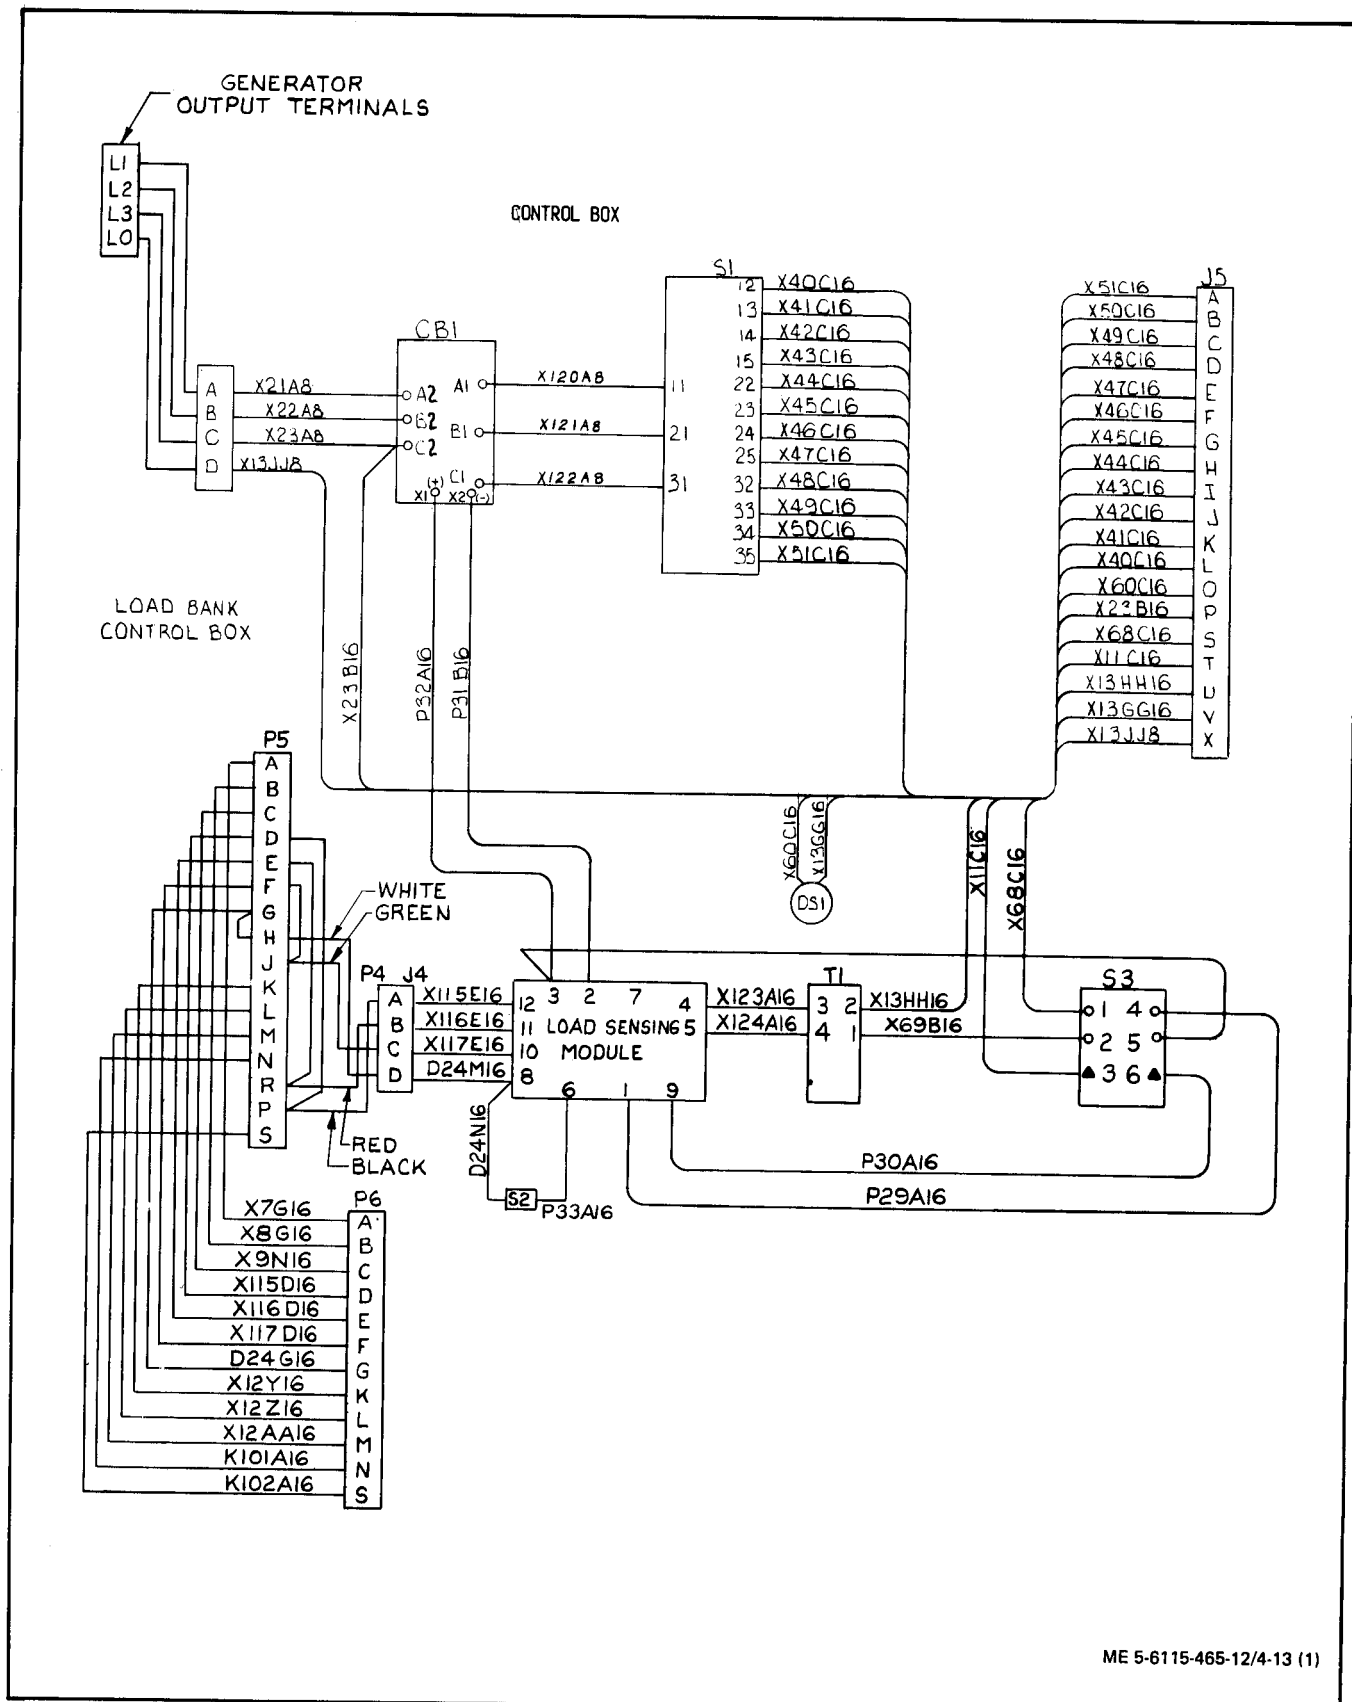 GENERATOR
OUTPUT TERMINALS
L1
L2
L3
LO
CONTROL BOX
A
B
C
D
X21A8
X22A8
X23A8
X13JJ8
CB1
A2
B2
C2
A1
B1
C1
(+)
X1
X2
(-)
X120A8
X121A8
X122A8
S1
11
21
31
12
13
14
15
22
23
24
25
32
33
34
35
X40C16
X41C16
X42C16
X43C16
X44C16
X45C16
X46C16
X47C16
X48C16
X49C16
X50C16
X51C16
J5
X51C16 A
X50C16 B
X49C16 C
X48C16 D
X47C16 E
X46C16 F
X45C16 G
X44C16 H
X43C16 I
X42C16 J
X41C16 K
X40C16 L
X60C16 O
X23B16 P
X68C16 S
X11C16 T
X13HH16 U
X13GG16 V
X13JJ8 X
LOAD BANK
CONTROL BOX
X23B16
P32A16
P31B16
X60C16
X13GG16
DS1
X11C16
X68C16
P5
A
B
C
D
E
F
G
H
J
K
L
M
N
R
P
S
WHITE
GREEN
RED
BLACK
P4 J4
A
B
C
D
X115E16
X116E16
X117E16
D24M16
12 3 2 7 4
11 LOAD SENSING 5
10 MODULE
8 6 1 9
X123A16
X124A16
T1
3 2
4 1
X13HH16
X69B16
S3
1 4
2 5
3 6
D24N16
S2
P33A16
P30A16
P29A16
P6
X7G16 A
X8G16 B
X9N16 C
X115D16 D
X116D16 E
X117D16 F
D24G16 G
X12Y16 K
X12Z16 L
X12AA16 M
K101A16 N
K102A16 S
ME 5-6115-465-12/4-13 (1)